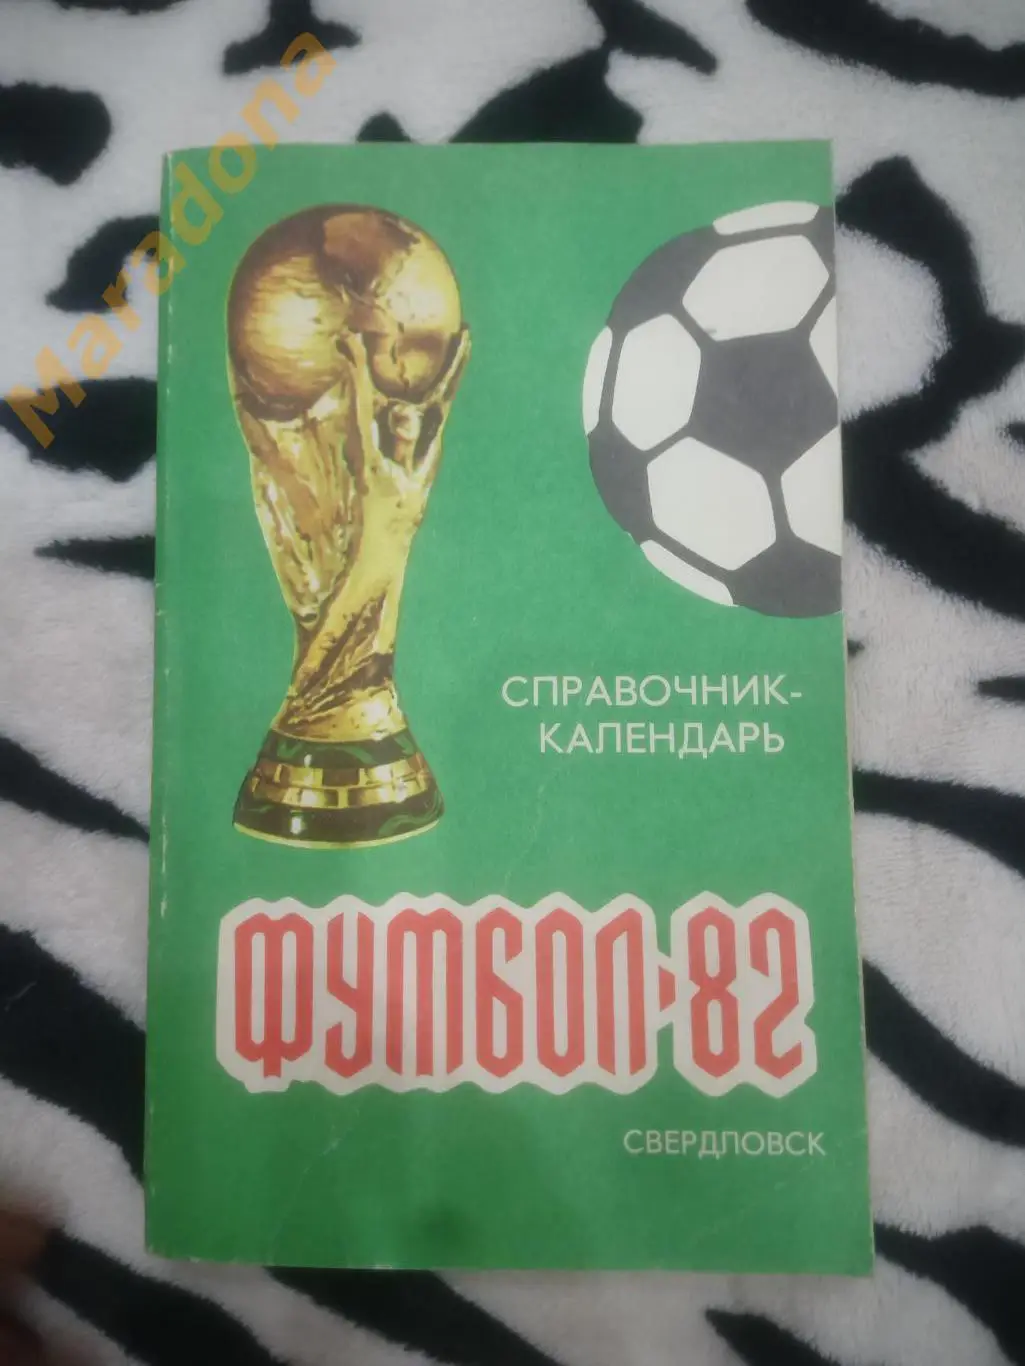 Maradona
СПРАВОЧНИК-
КАЛЕНДАРЬ
ФУТБОЛ·82
СВЕРДЛОВСК